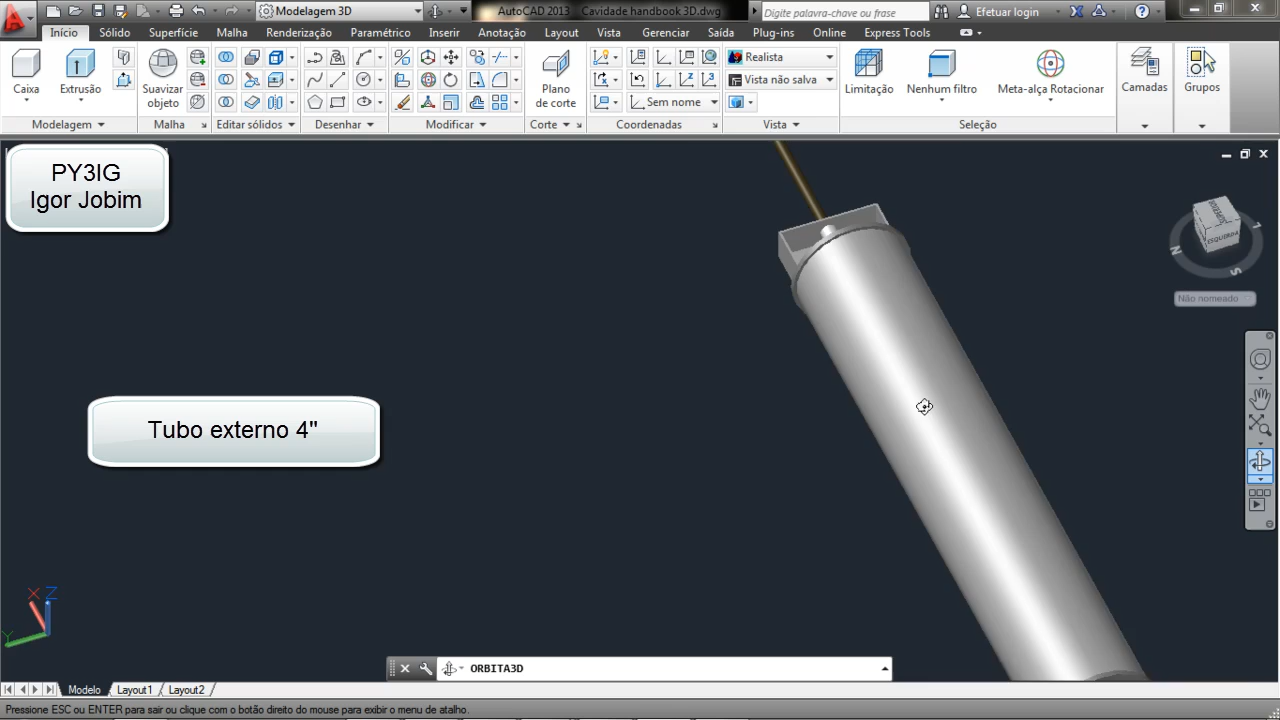 Modelagem 3D
AutoCAD 2013
Cavidade handbook 3D.dwg
Digite palavra-chave ou frase
Efetuar login
Início
Sólido
Superfície
Malha
Renderização
Paramétrico
Inserir
Anotação
Layout
Vista
Gerenciar
Saída
Plug-ins
Online
Express Tools
Caixa
Extrusão
Suavizar
objeto
Plano
de corte
Sem nome
Realista
Vista não salva
Limitação
Nenhum filtro
Meta-alça Rotacionar
Camadas
Grupos
Modelagem
Malha
Editar sólidos
Desenhar
Modificar
Corte
Coordenadas
Vista
Seleção
PY3IG
Igor Jobim
ESQUERDA
N
S
Não nomeado
Tubo externo 4"
X
Z
Y
ORBITA3D
Modelo
Layout1
Layout2
Pressione ESC ou ENTER para sair ou clique com o botão direito do mouse para exibir o menu de atalho.